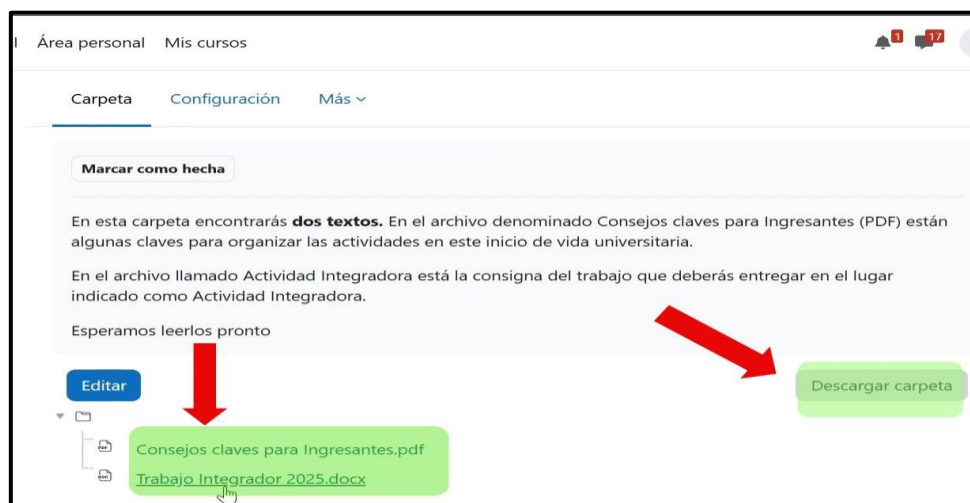 Área personal Mis cursos 1 17
Carpeta Configuración Más
Marcar como hecha
En esta carpeta encontrarás dos textos. En el archivo denominado Consejos claves para Ingresantes (PDF) están
algunas claves para organizar las actividades en este inicio de vida universitaria.
En el archivo llamado Actividad Integradora está la consigna del trabajo que deberás entregar en el lugar
indicado como Actividad Integradora.
Esperamos leerlos pronto
Editar Descargar carpeta
Consejos claves para Ingresantes.pdf
Trabajo Integrador 2025.docx